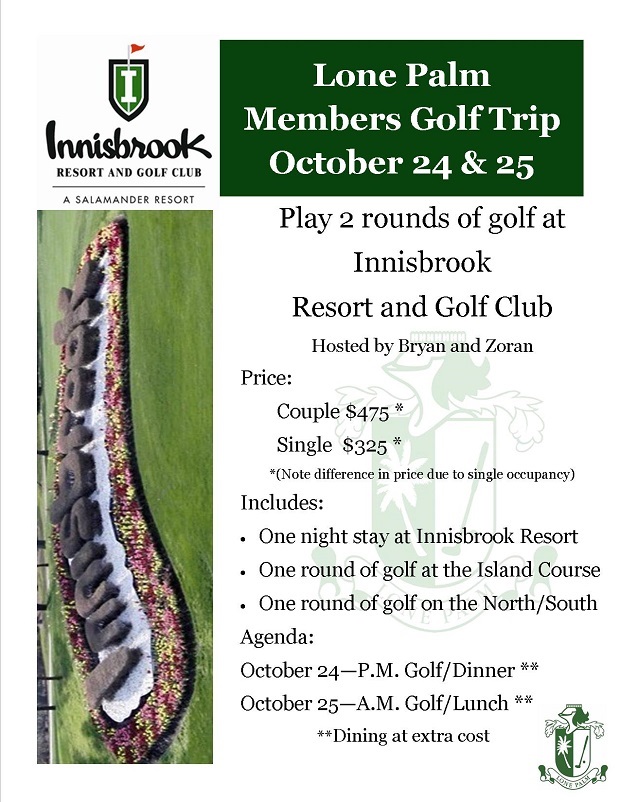 Innisbrook
RESORT AND GOLF CLUB
A SALAMANDER RESORT
Lone Palm
Members Golf Trip
October 24 & 25
Play 2 rounds of golf at
Innisbrook
Resort and Golf Club
Hosted by Bryan and Zoran
Price:
Couple $475 *
Single  $325 *
*(Note difference in price due to single occupancy)
Includes:
• One night stay at Innisbrook Resort
• One round of golf at the Island Course
• One round of golf on the North/South
Agenda:
October 24—P.M. Golf/Dinner **
October 25—A.M. Golf/Lunch **
**Dining at extra cost
INNISBROOK
LONE PALM
LONE PALM